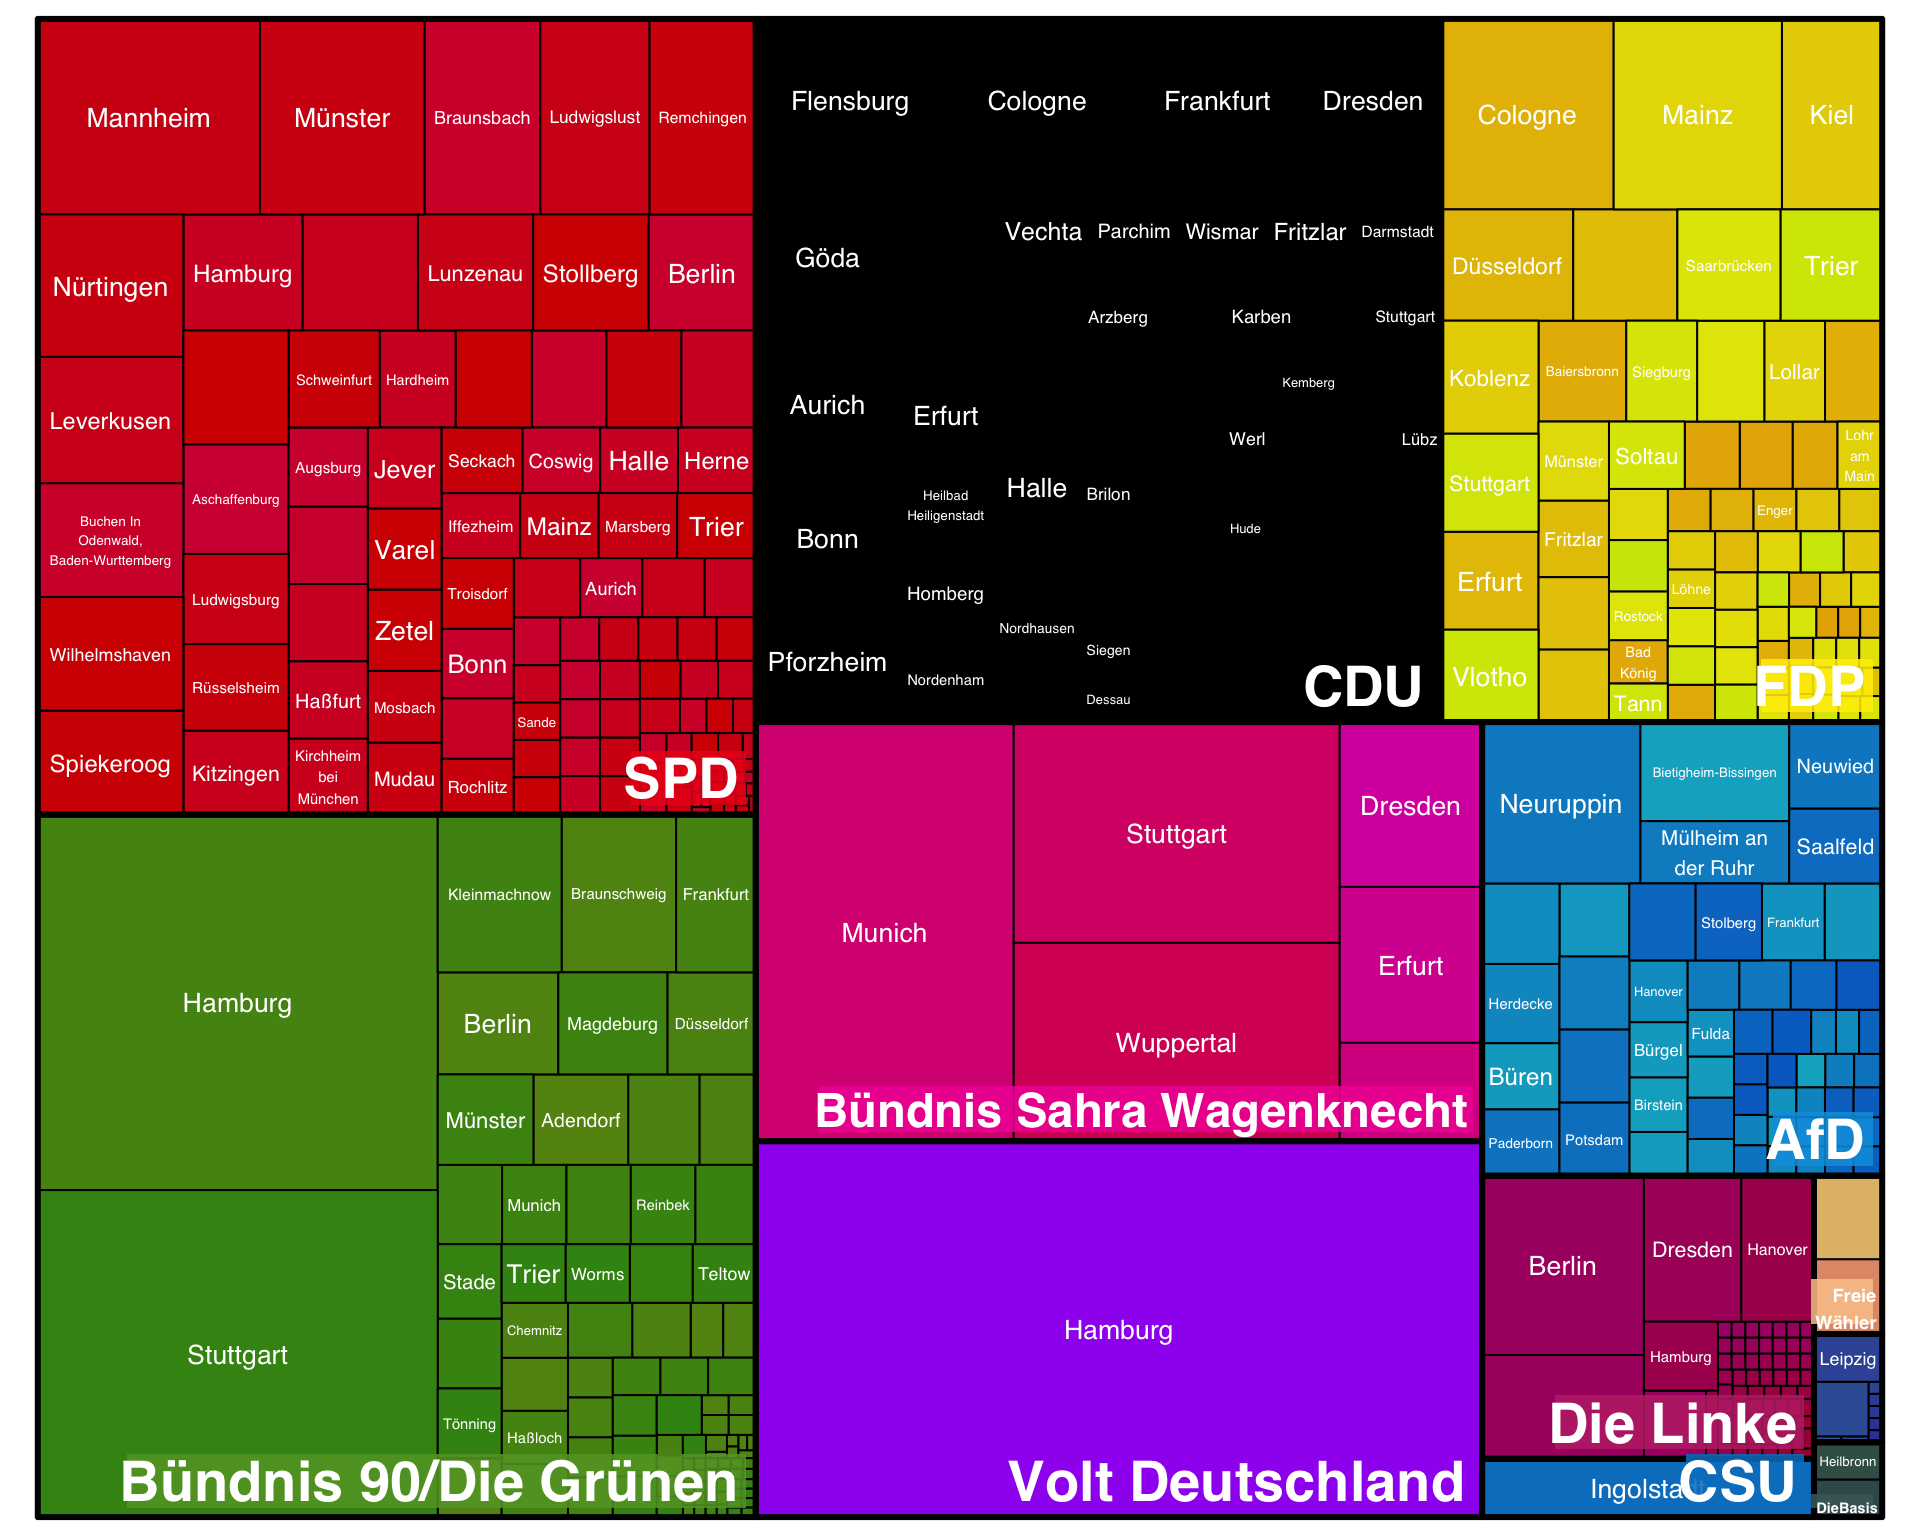 Mannheim
Münster
Braunsbach
Ludwigslust
Remchingen
Nürtingen
Hamburg
Lunzenau
Stollberg
Berlin
Leverkusen
Schweinfurt
Hardheim
Buchen In
Odenwald,
Baden-Wurttemberg
Aschaffenburg
Augsburg
Jever
Seckach
Coswig
Halle
Herne
Iffezheim
Mainz
Marsberg
Trier
Varel
Wilhelmshaven
Ludwigsburg
Zetel
Troisdorf
Aurich
Bonn
Rüsselsheim
Haßfurt
Mosbach
Sande
Spiekeroog
Kitzingen
Kirchheim
bei
München
Mudau
Rochlitz
SPD
Flensburg
Cologne
Frankfurt
Dresden
Göda
Vechta
Parchim
Wismar
Fritzlar
Darmstadt
Arzberg
Karben
Stuttgart
Kemberg
Aurich
Erfurt
Werl
Lübz
Heilbad
Heiligenstadt
Halle
Brilon
Hude
Bonn
Homberg
Nordhausen
Siegen
Pforzheim
Nordenham
Dessau
CDU
Cologne
Mainz
Kiel
Düsseldorf
Saarbrücken
Trier
Koblenz
Baiersbronn
Siegburg
Lollar
Stuttgart
Münster
Soltau
Lohr
am
Main
Enger
Fritzlar
Erfurt
Löhne
Rostock
Bad
König
Vlotho
Tann
FDP
Hamburg
Kleinmachnow
Braunschweig
Frankfurt
Berlin
Magdeburg
Düsseldorf
Münster
Adendorf
Munich
Reinbek
Stade
Trier
Worms
Teltow
Chemnitz
Stuttgart
Tönning
Haßloch
Bündnis 90/Die Grünen
Munich
Stuttgart
Wuppertal
Dresden
Erfurt
Bündnis Sahra Wagenknecht
Hamburg
Volt Deutschland
Neuruppin
Bietigheim-Bissingen
Neuwied
Mülheim an
der Ruhr
Saalfeld
Stolberg
Frankfurt
Herdecke
Hanover
Fulda
Büren
Bürgel
Birstein
Paderborn
Potsdam
AfD
Berlin
Dresden
Hanover
Hamburg
Die Linke
Freie
Wähler
Leipzig
CSU
Heilbronn
DieBasis